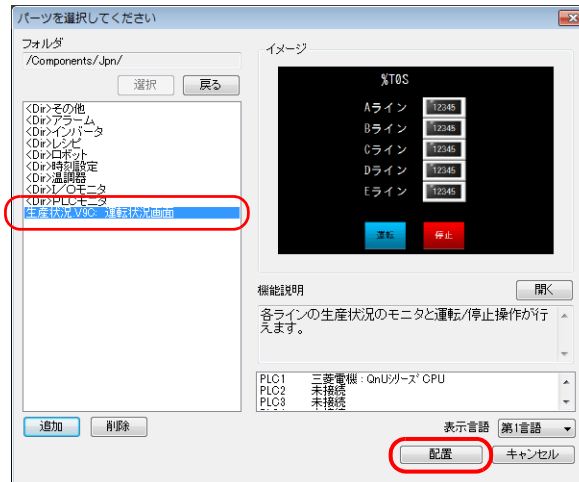 パーツを選択してください
フォルダ
/Components/Jpn/
選択
戻る
<Dir>その他
<Dir>アラーム
<Dir>インバータ
<Dir>レシピ
<Dir>ロボット
<Dir>時刻設定
<Dir>温調器
<Dir>I/Oモニタ
<Dir>PLCモニタ
生産状況.V9C: 運転状況画面
追加
削除
イメージ
%T0S
Aライン 12345
Bライン 12345
Cライン 12345
Dライン 12345
Eライン 12345
運転
停止
機能説明
開く
各ラインの生産状況のモニタと運転/停止操作が行
えます。
PLC1 三菱電機 : QnUシリーズ CPU
PLC2 未接続
PLC3 未接続
表示言語
第1言語
配置
キャンセル